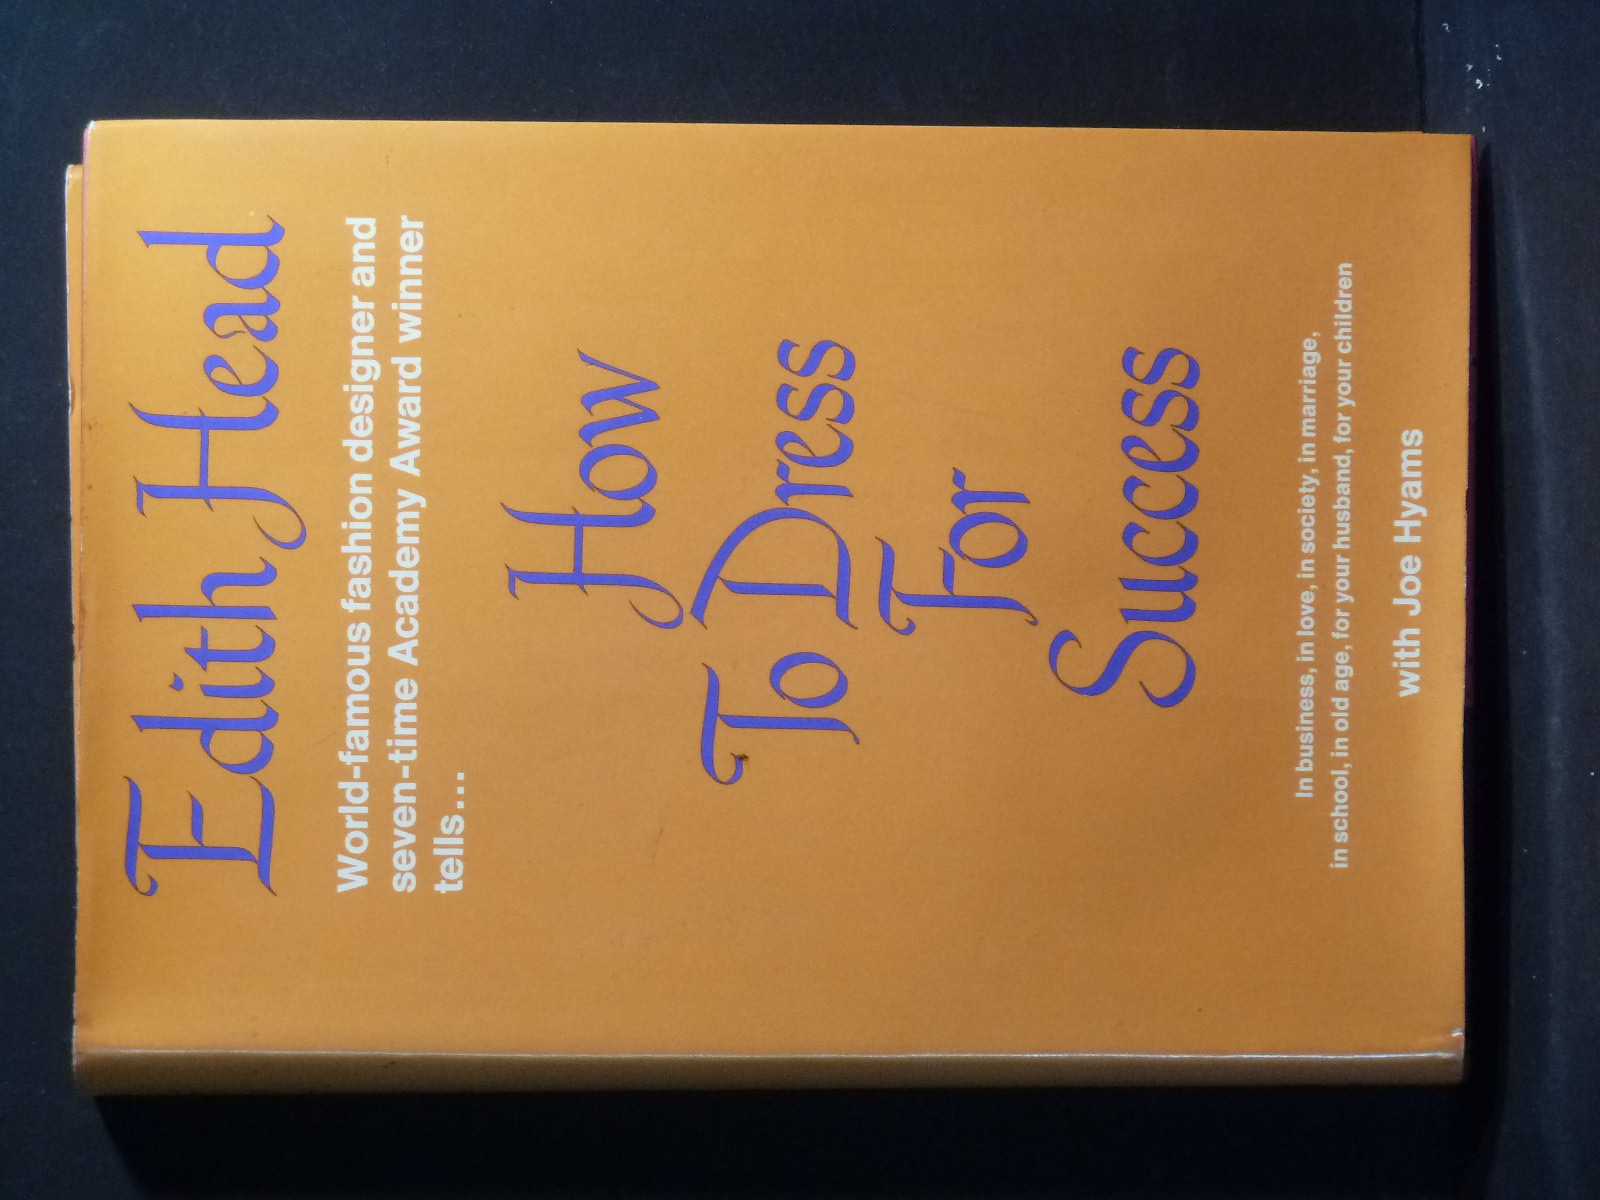 Edith Head
World-famous fashion designer and
seven-time Academy Award winner
tells...
How
To Dress
For
Success
In business, in love, in society, in marriage,
in school, in old age, for your husband, for your children
with Joe Hyams